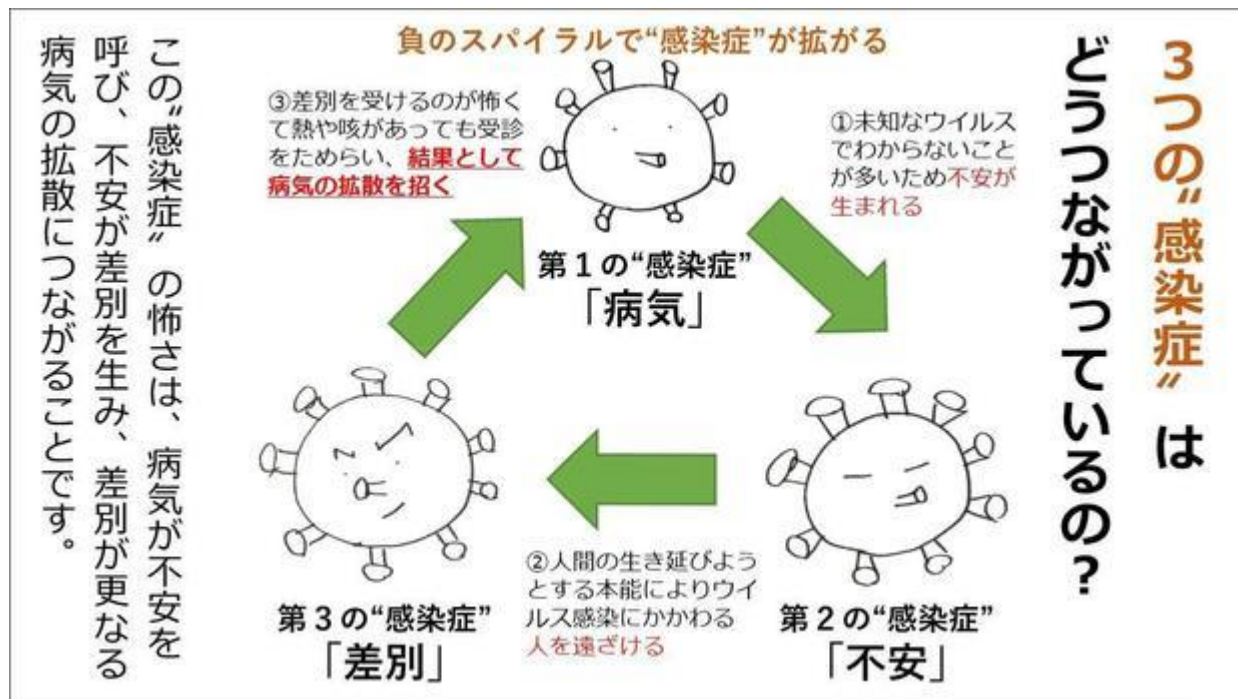 3つの“感染症”は
どうつながっているの？
負のスパイラルで“感染症”が拡がる
①未知なウイルス
でわからないこと
が多いため不安が
生まれる
③差別を受けるのが怖く
て熱や咳があっても受診
をためらい、結果として
病気の拡散を招く
第1の“感染症”
「病気」
②人間の生き延びよう
とする本能によりウイ
ルス感染にかかわる
人を遠ざける
第2の“感染症”
「不安」
第3の“感染症”
「差別」
この“感染症”の怖さは、病気が不安を
呼び、不安が差別を生み、差別が更なる
病気の拡散につながることです。